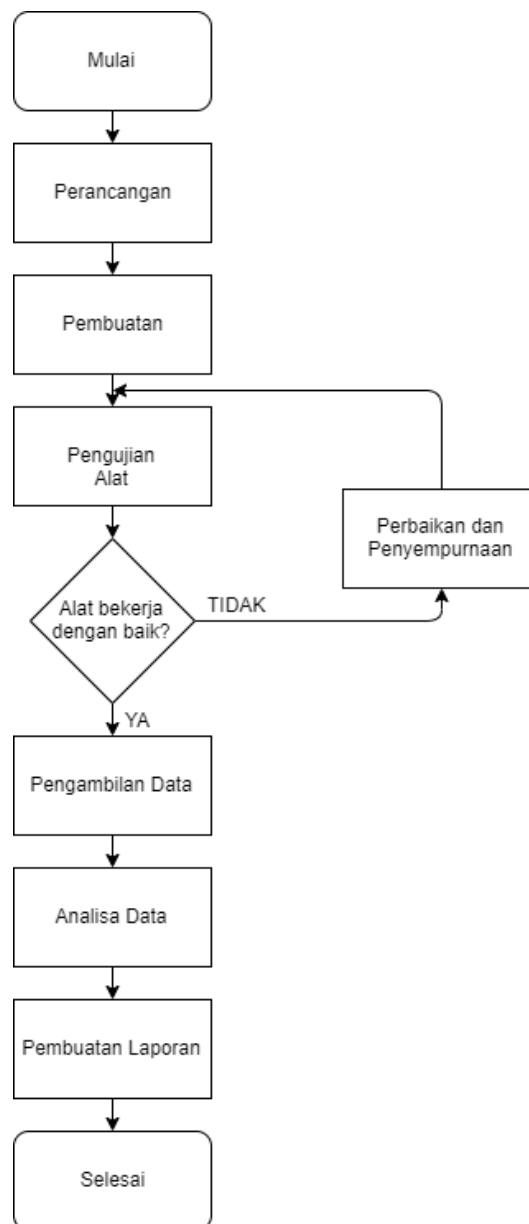 Mulai
Perancangan
Pembuatan
Pengujian
Alat
Perbaikan dan
Penyempurnaan
Alat bekerja
dengan baik?
TIDAK
YA
Pengambilan Data
Analisa Data
Pembuatan Laporan
Selesai